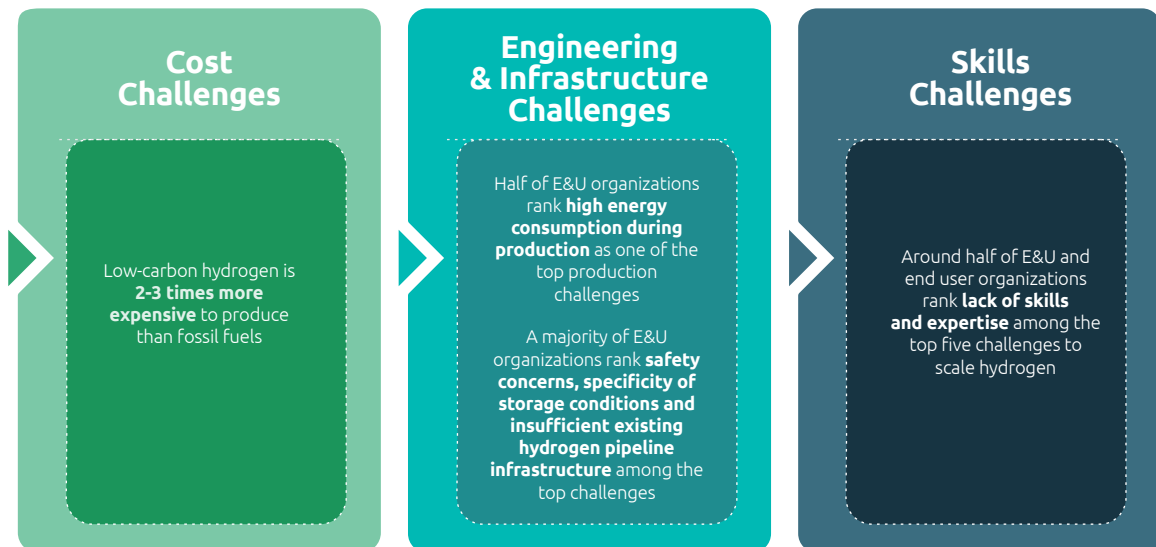 Cost
Challenges
Low-carbon hydrogen is
2-3 times more
expensive to produce
than fossil fuels
Engineering
& Infrastructure
Challenges
Half of E&U organizations
rank high energy
consumption during
production as one of the
top production
challenges
A majority of E&U
organizations rank safety
concerns, specificity of
storage conditions and
insufficient existing
hydrogen pipeline
infrastructure among the
top challenges
Skills
Challenges
Around half of E&U and
end user organizations
rank lack of skills
and expertise among the
top five challenges to
scale hydrogen